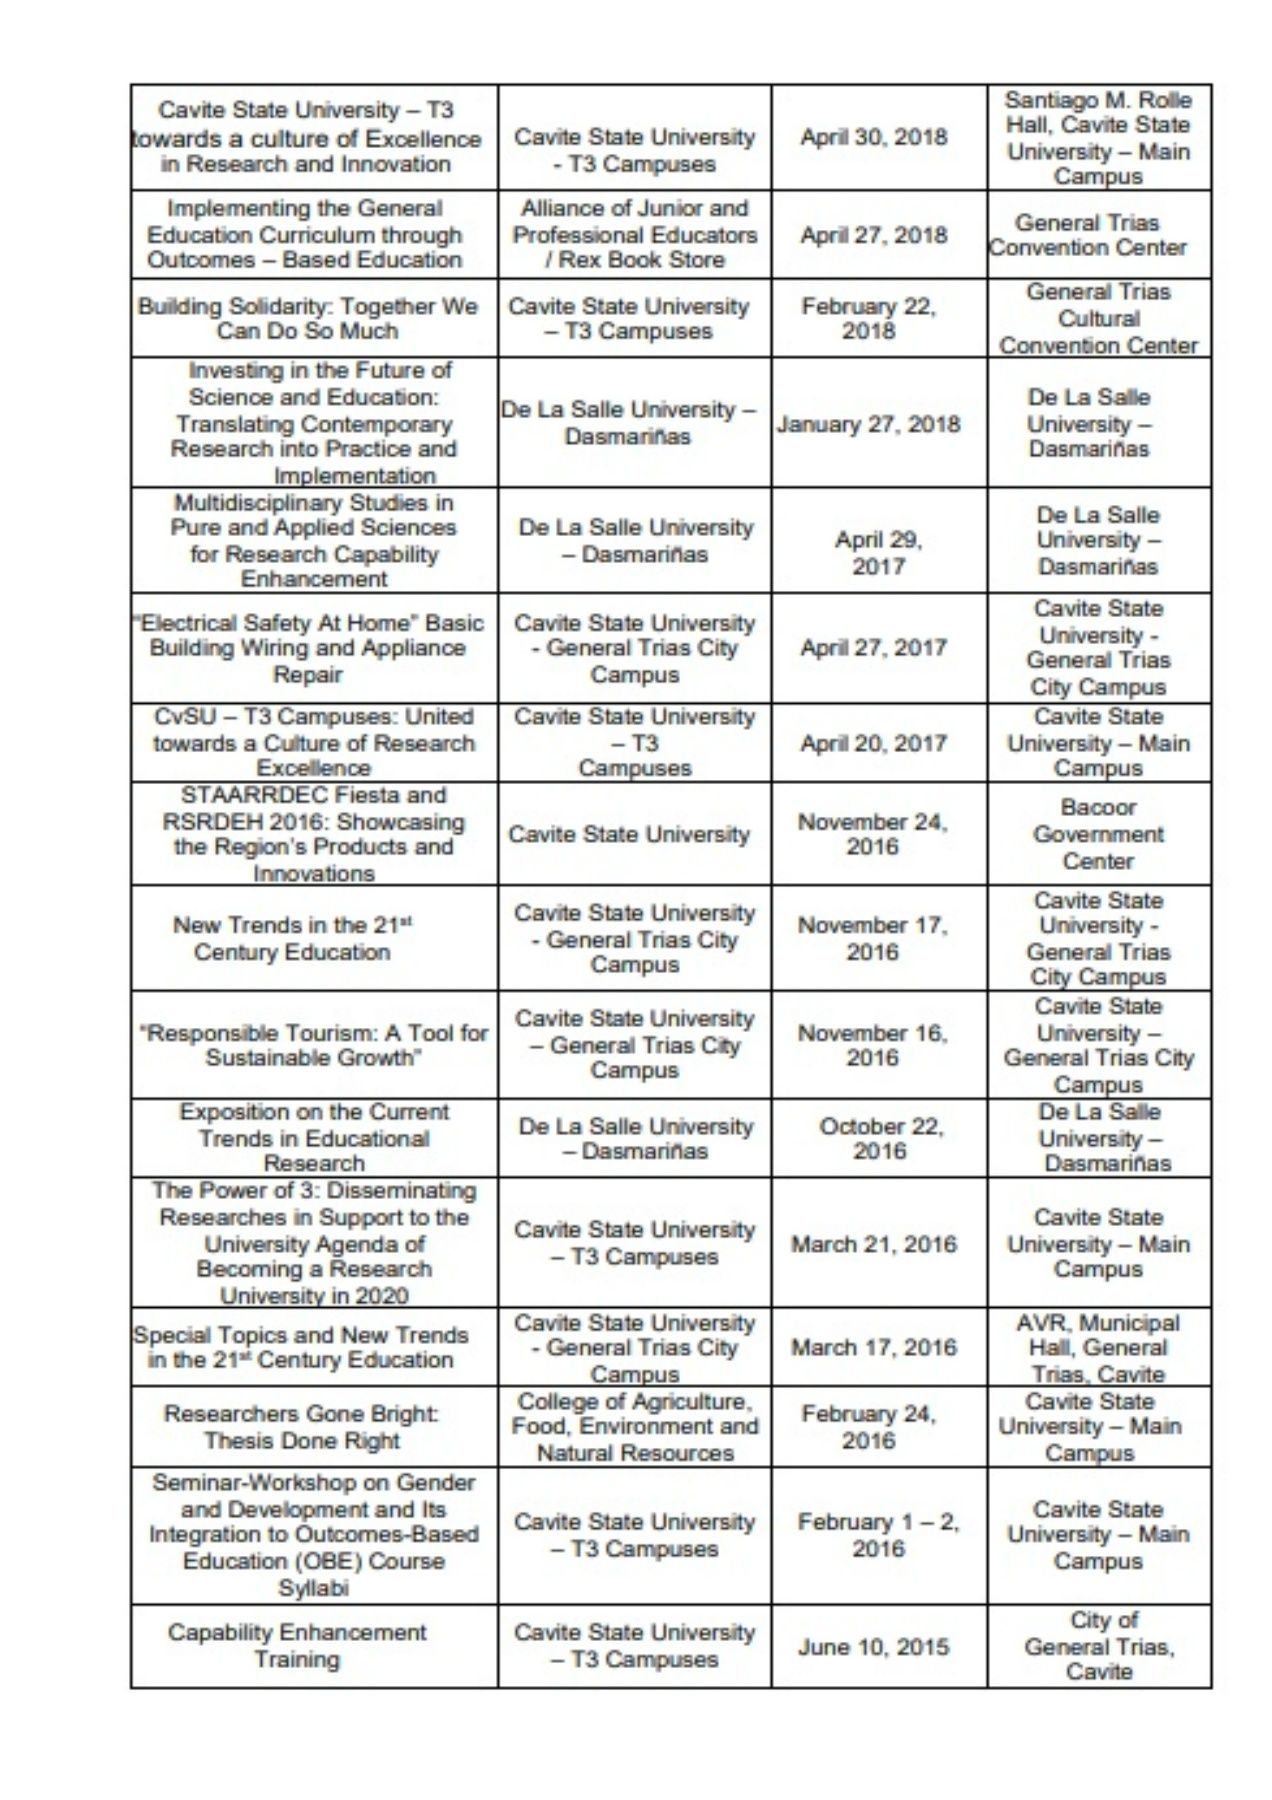 Cavite State University – T3
towards a culture of Excellence
in Research and Innovation
Cavite State University
- T3 Campuses
April 30, 2018
Santiago M. Rolle
Hall, Cavite State
University – Main
Campus
Implementing the General
Education Curriculum through
Outcomes – Based Education
Alliance of Junior and
Professional Educators
/ Rex Book Store
April 27, 2018
General Trias
Convention Center
Building Solidarity: Together We
Can Do So Much
Cavite State University
– T3 Campuses
February 22,
2018
General Trias
Cultural
Convention Center
Investing in the Future of
Science and Education:
Translating Contemporary
Research into Practice and
Implementation
De La Salle University –
Dasmariñas
January 27, 2018
De La Salle
University –
Dasmariñas
Multidisciplinary Studies in
Pure and Applied Sciences
for Research Capability
Enhancement
De La Salle University
– Dasmariñas
April 29,
2017
De La Salle
University –
Dasmariñas
“Electrical Safety At Home” Basic
Building Wiring and Appliance
Repair
Cavite State University
- General Trias City
Campus
April 27, 2017
Cavite State
University -
General Trias
City Campus
CvSU – T3 Campuses: United
towards a Culture of Research
Excellence
Cavite State University
– T3
Campuses
April 20, 2017
Cavite State
University – Main
Campus
STAARRDEC Fiesta and
RSRDEH 2016: Showcasing
the Region’s Products and
Innovations
Cavite State University
November 24,
2016
Bacoor
Government
Center
New Trends in the 21st
Century Education
Cavite State University
- General Trias City
Campus
November 17,
2016
Cavite State
University -
General Trias
City Campus
“Responsible Tourism: A Tool for
Sustainable Growth”
Cavite State University
– General Trias City
Campus
November 16,
2016
Cavite State
University –
General Trias City
Campus
Exposition on the Current
Trends in Educational
Research
De La Salle University
– Dasmariñas
October 22,
2016
De La Salle
University –
Dasmariñas
The Power of 3: Disseminating
Researches in Support to the
University Agenda of
Becoming a Research
University in 2020
Cavite State University
– T3 Campuses
March 21, 2016
Cavite State
University – Main
Campus
Special Topics and New Trends
in the 21st Century Education
Cavite State University
- General Trias City
Campus
March 17, 2016
AVR, Municipal
Hall, General
Trias, Cavite
Researchers Gone Bright:
Thesis Done Right
College of Agriculture,
Food, Environment and
Natural Resources
February 24,
2016
Cavite State
University – Main
Campus
Seminar-Workshop on Gender
and Development and Its
Integration to Outcomes-Based
Education (OBE) Course
Syllabi
Cavite State University
– T3 Campuses
February 1 – 2,
2016
Cavite State
University – Main
Campus
Capability Enhancement
Training
Cavite State University
– T3 Campuses
June 10, 2015
City of
General Trias,
Cavite